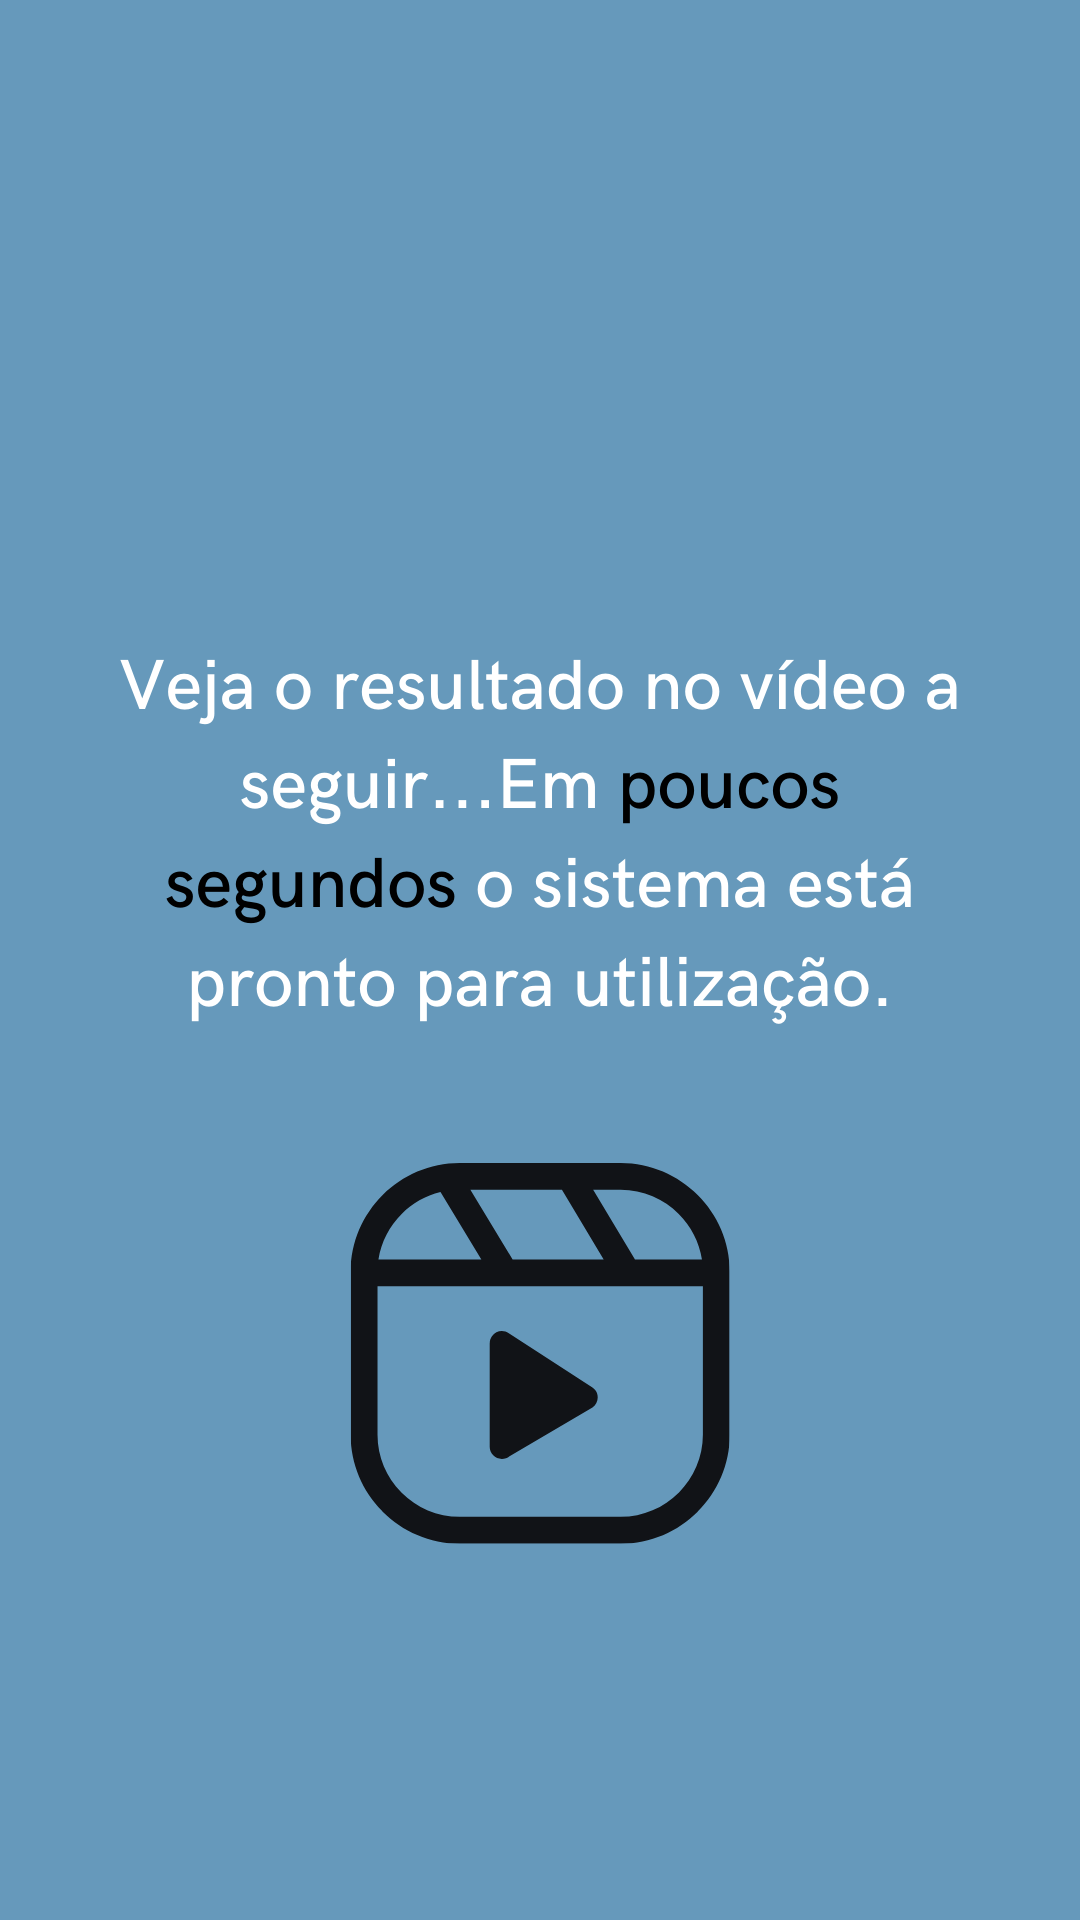 Veja o resultado no vídeo a
seguir...Em poucos
segundos o sistema está
pronto para utilização.